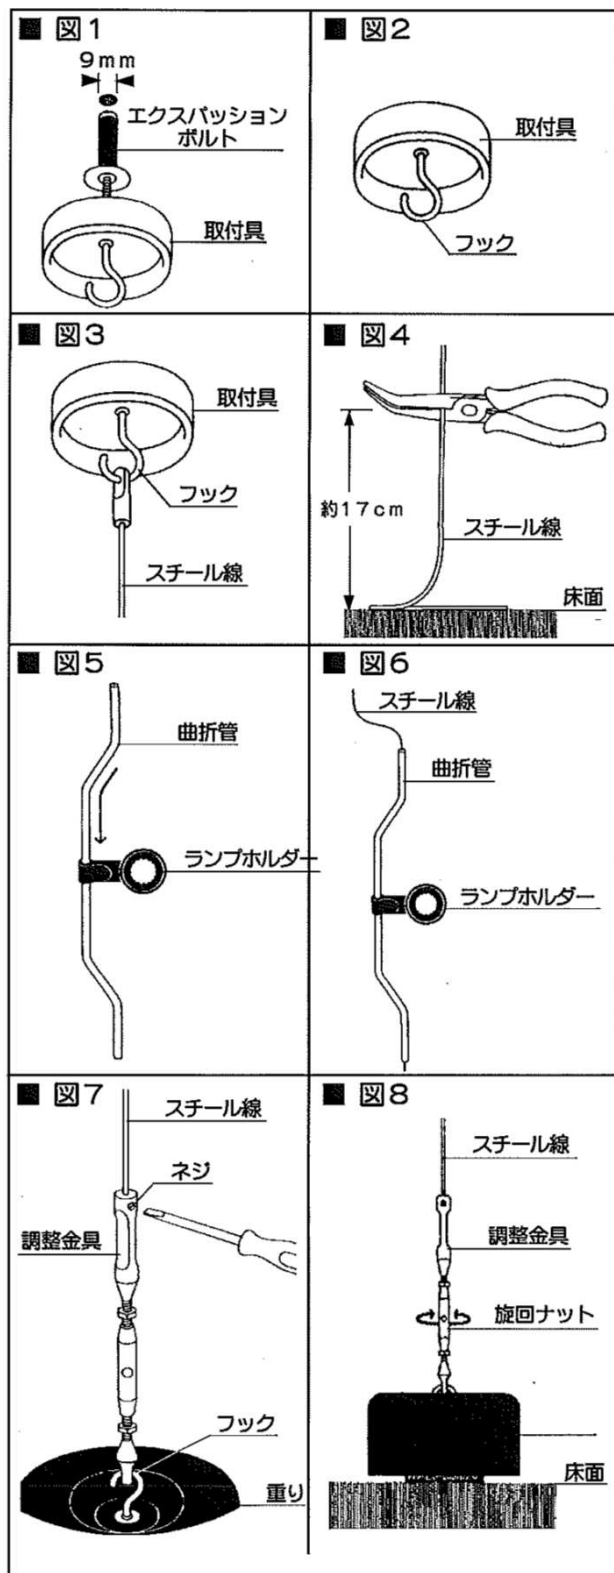 ■ 図1
9mm
エクスパッション
ボルト
取付具
■ 図2
取付具
フック
■ 図3
取付具
フック
スチール線
■ 図4
約17cm
スチール線
床面
■ 図5
曲折管
ランプホルダー
■ 図6
スチール線
曲折管
ランプホルダー
■ 図7
スチール線
ネジ
調整金具
フック
重り
■ 図8
スチール線
調整金具
旋回ナット
床面